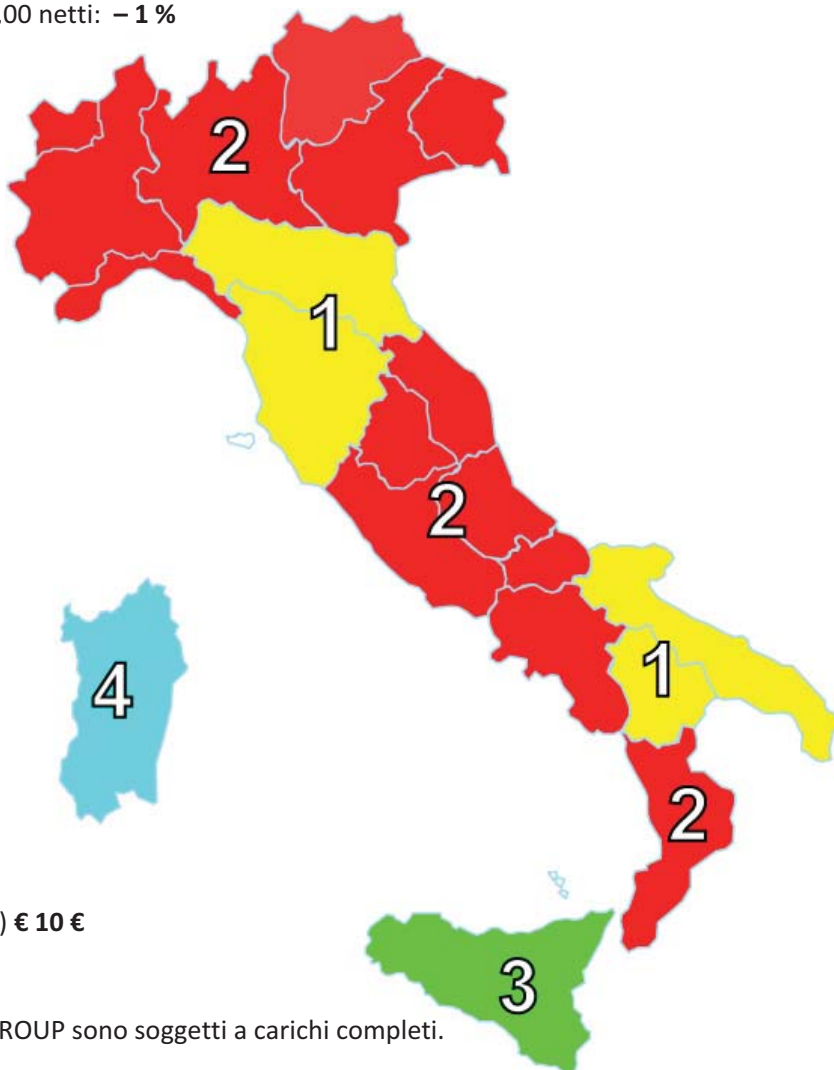 ,00 netti: – 1 %
2
1
2
1
4
2
) € 10 €
3
ROUP sono soggetti a carichi completi.